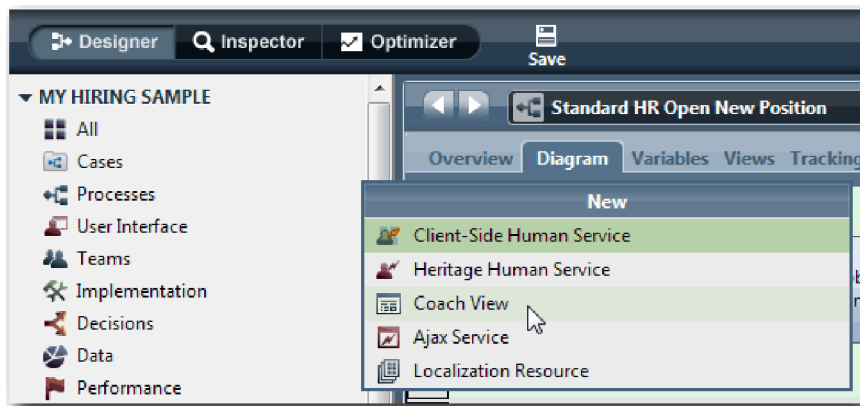 Designer Inspector Optimizer
Save
MY HIRING SAMPLE
All
Cases
Processes
User Interface
Teams
Implementation
Decisions
Data
Performance
Standard HR Open New Position
Overview Diagram Variables Views Tracking
New
Client-Side Human Service
Heritage Human Service
Coach View
Ajax Service
Localization Resource